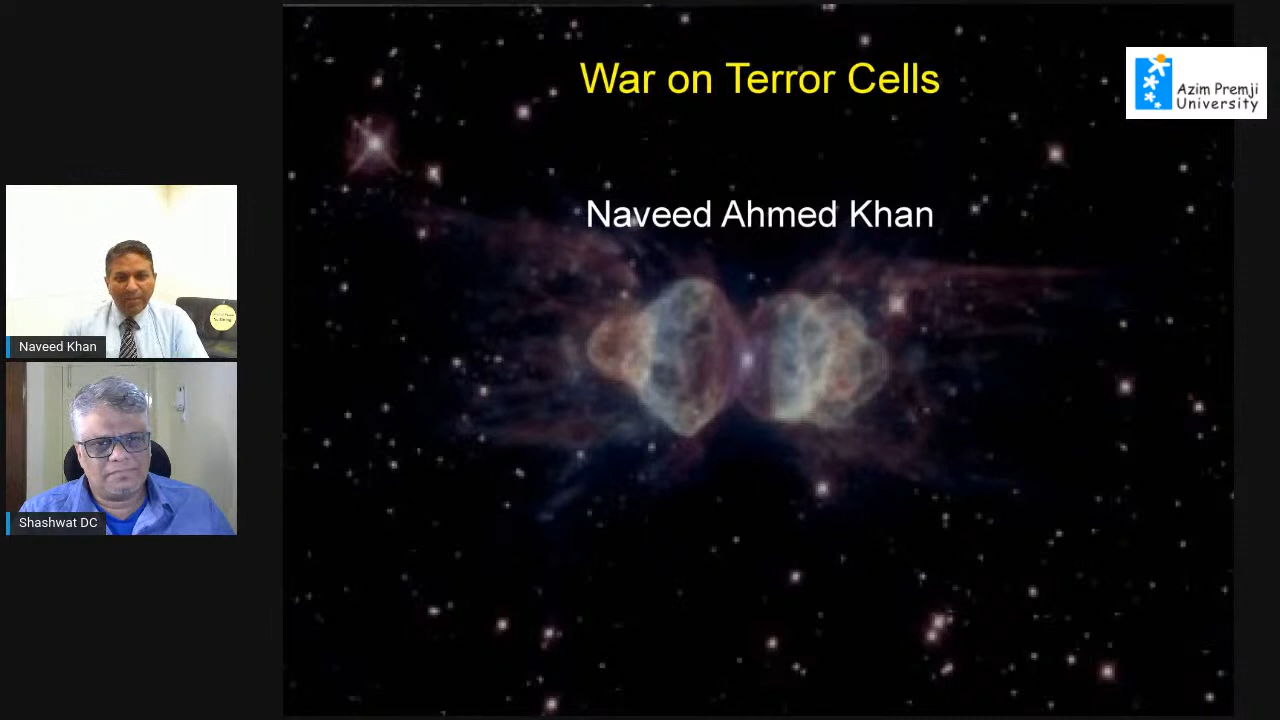 War on Terror Cells
Azim Premji
University
Naveed Ahmed Khan
Naveed Khan
Shashwat DC